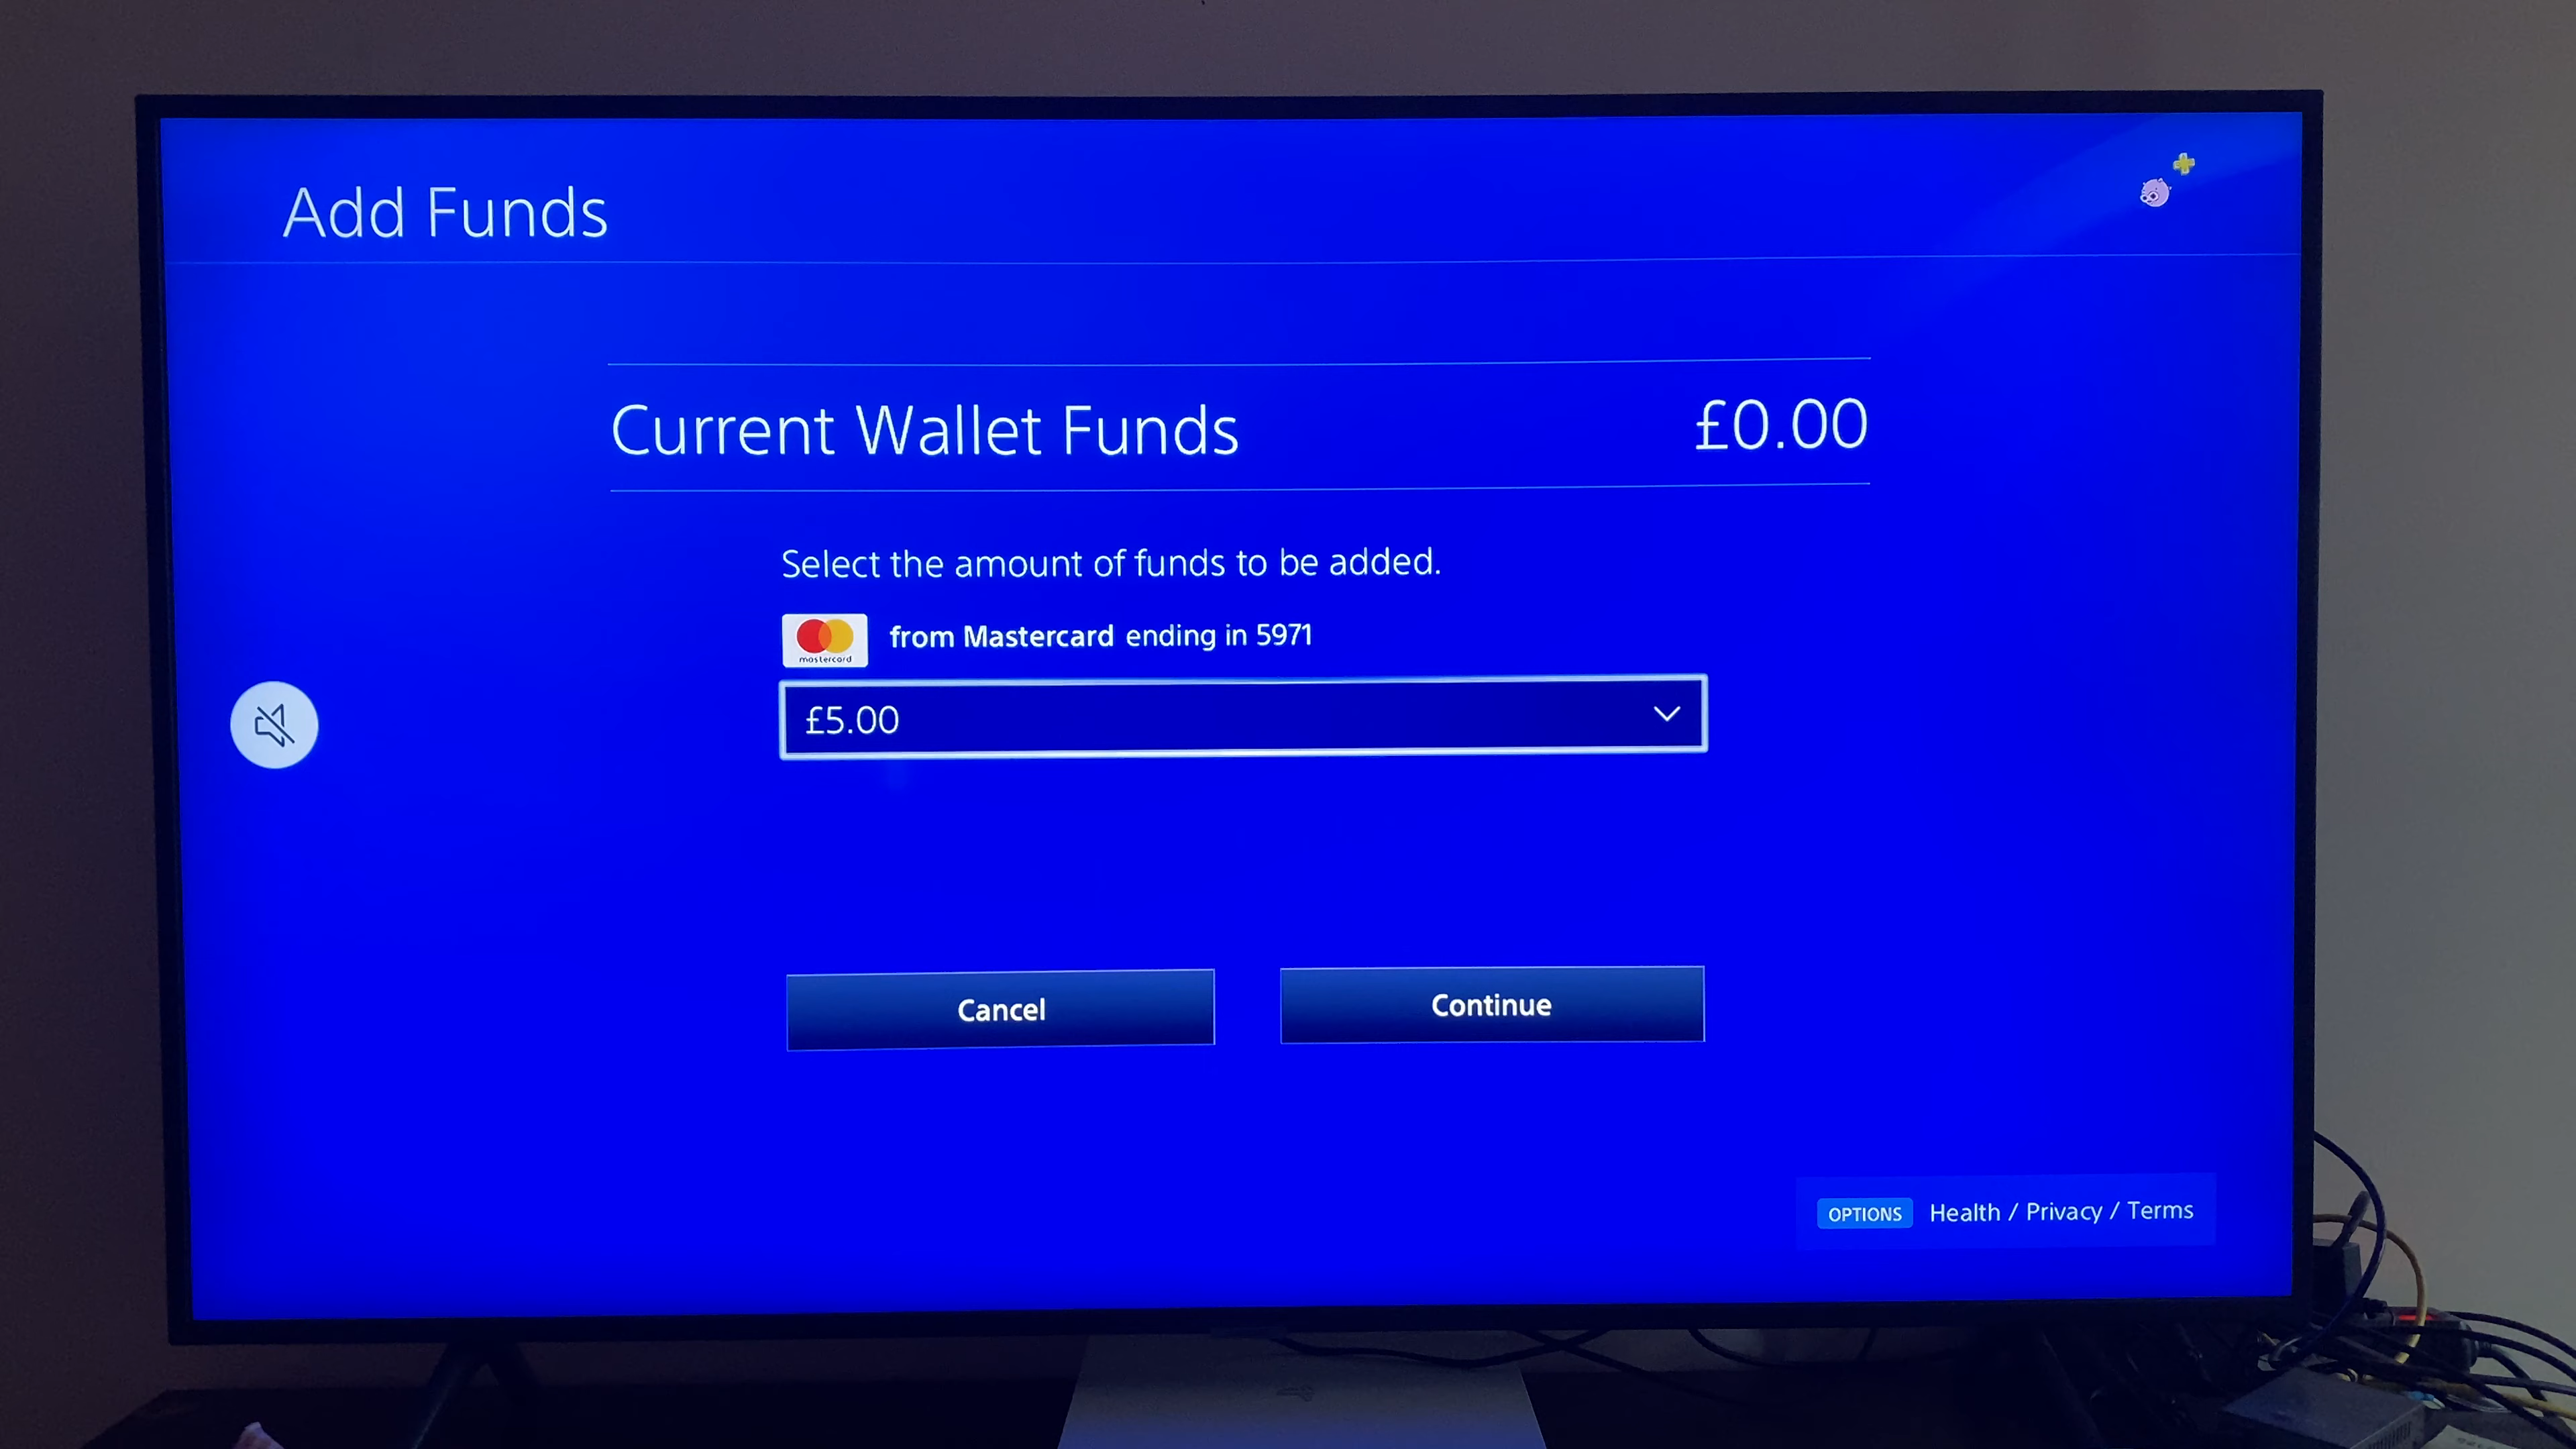 Add Funds
Current Wallet Funds £0.00
Select the amount of funds to be added.
mastercard from Mastercard ending in 5971
£5.00
Cancel Continue
OPTIONS Health / Privacy / Terms